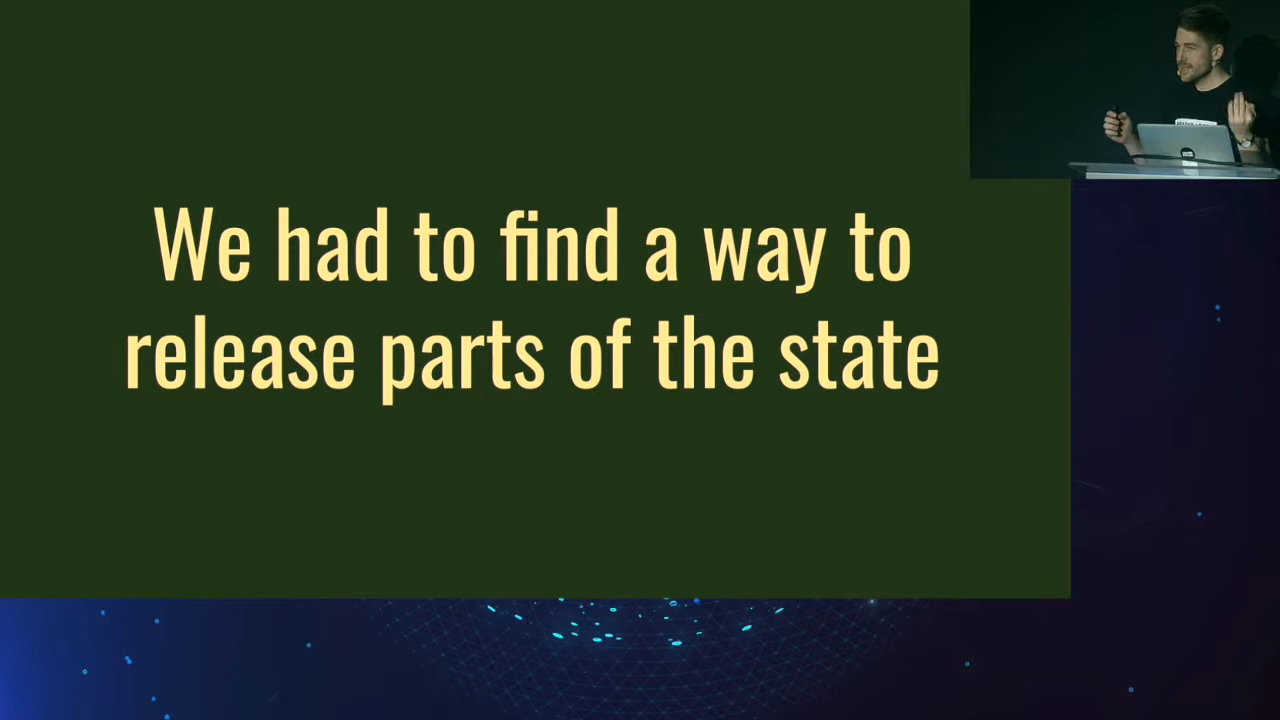 We had to find a way to
release parts of the state